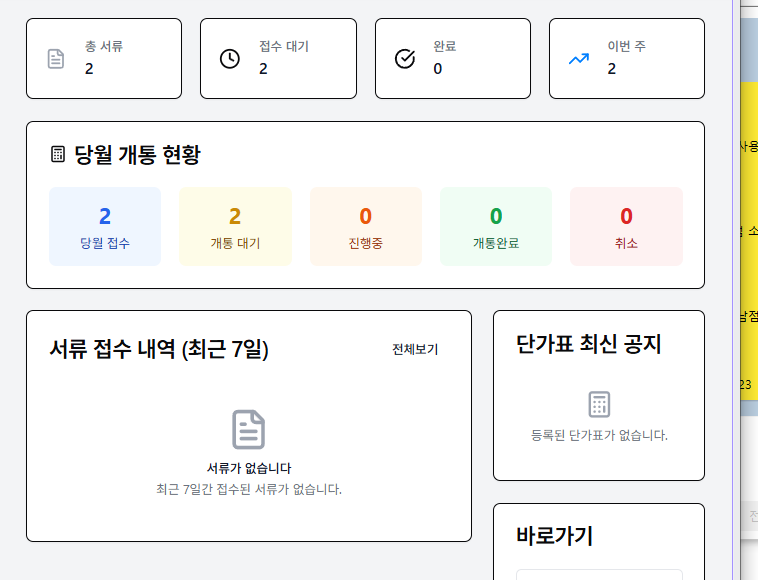 총 서류
2
접수 대기
2
완료
0
이번 주
2
당월 개통 현황
2
당월 접수
2
개통 대기
0
진행중
0
개통완료
0
취소
서류 접수 내역 (최근 7일)
전체보기
서류가 없습니다
최근 7일간 접수된 서류가 없습니다.
단가표 최신 공지
등록된 단가표가 없습니다.
바로가기
사용
소
남점
23
전